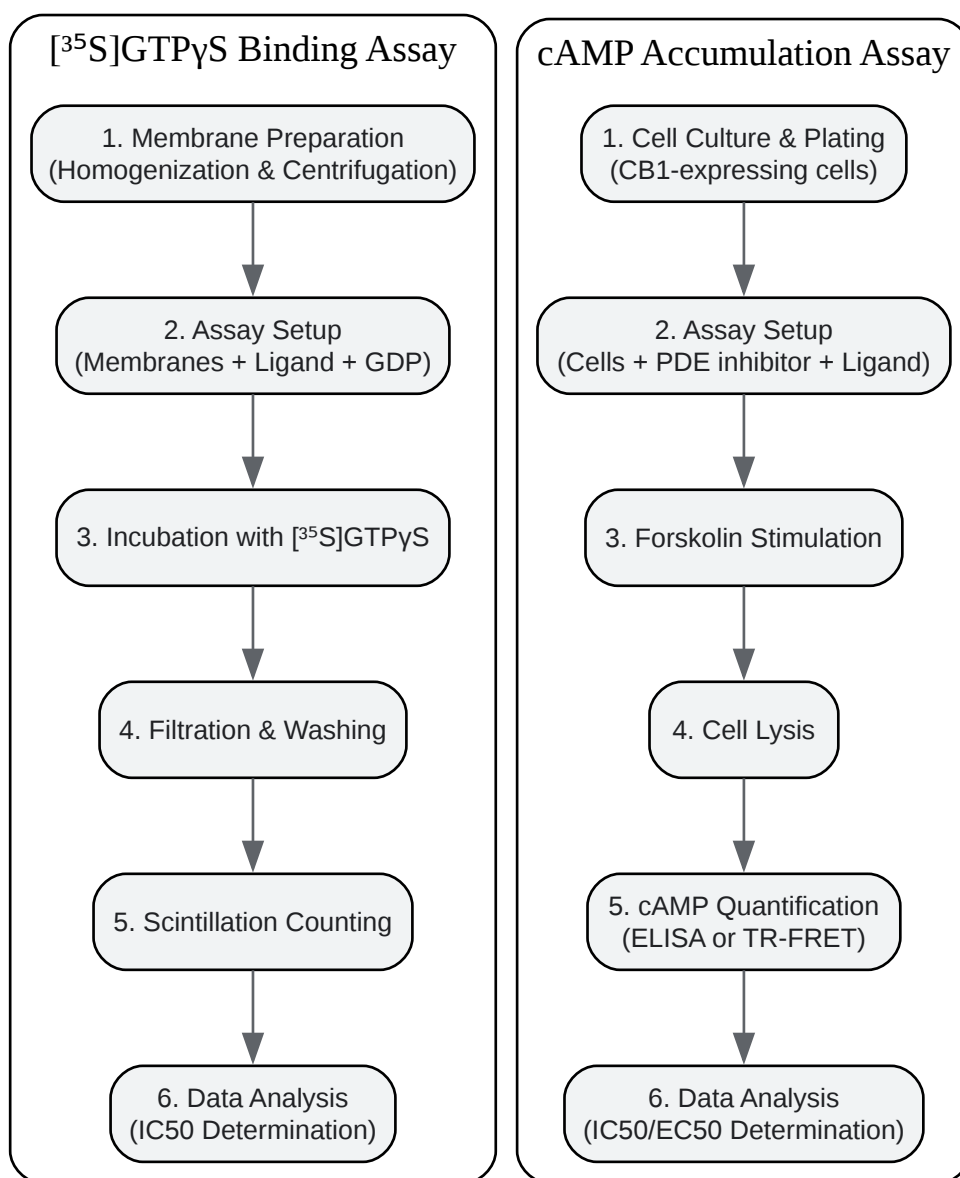 [³⁵S]GTPγS Binding Assay
1. Membrane Preparation
(Homogenization & Centrifugation)
2. Assay Setup
(Membranes + Ligand + GDP)
3. Incubation with [³⁵S]GTPγS
4. Filtration & Washing
5. Scintillation Counting
6. Data Analysis
(IC50 Determination)
cAMP Accumulation Assay
1. Cell Culture & Plating
(CB1-expressing cells)
2. Assay Setup
(Cells + PDE inhibitor + Ligand)
3. Forskolin Stimulation
4. Cell Lysis
5. cAMP Quantification
(ELISA or TR-FRET)
6. Data Analysis
(IC50/EC50 Determination)